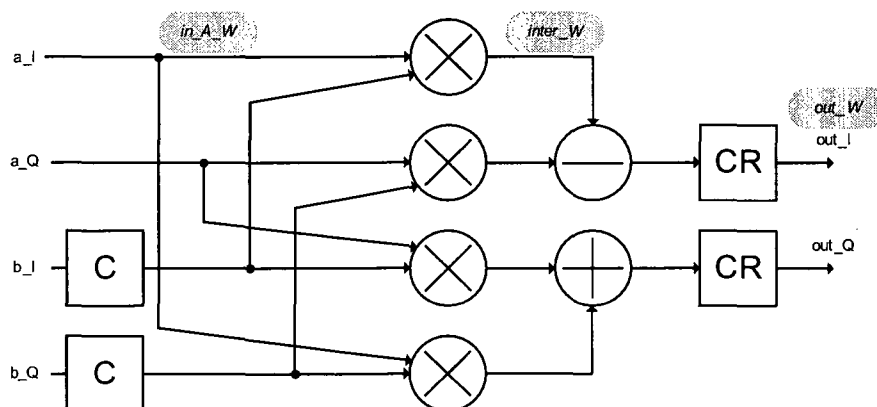 in_A_W
inter_W
a_I
out_W
out_I
a_Q
CR
out_Q
b_I
C
CR
b_Q
C